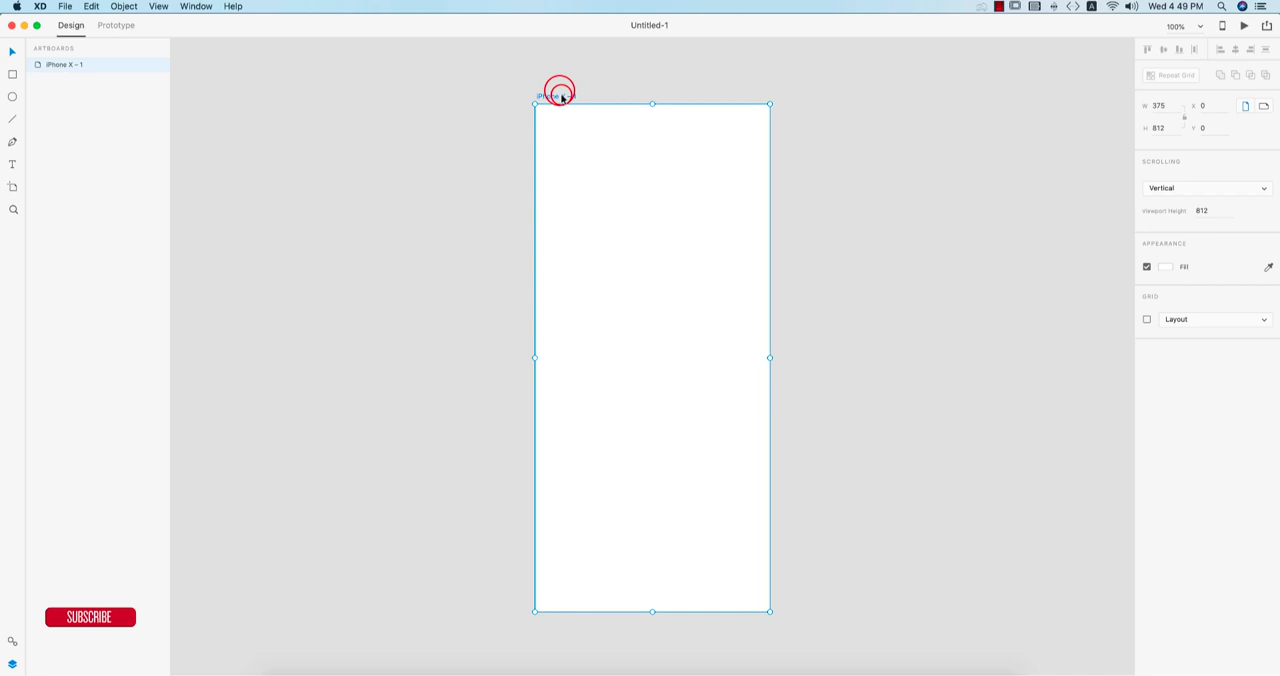 XD File Edit Object View Window Help
A Wed 4 49 PM
Design Prototype
Untitled-1
100%
ARTBOARDS
iPhone X – 1
Repeat Grid
W 375 X 0
H 812 Y 0
SCROLLING
Vertical
Viewport Height 812
APPEARANCE
Fill
GRID
Layout
T
SUBSCRIBE